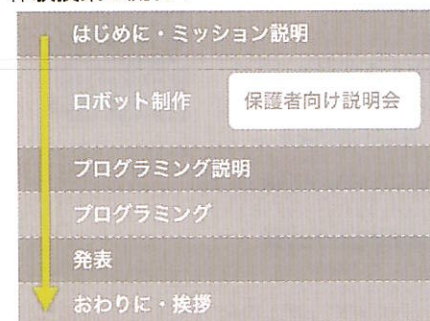 はじめに・ミッション説明
ロボット制作 保護者向け説明会
プログラミング説明
プログラミング
発表
おわりに・挨拶